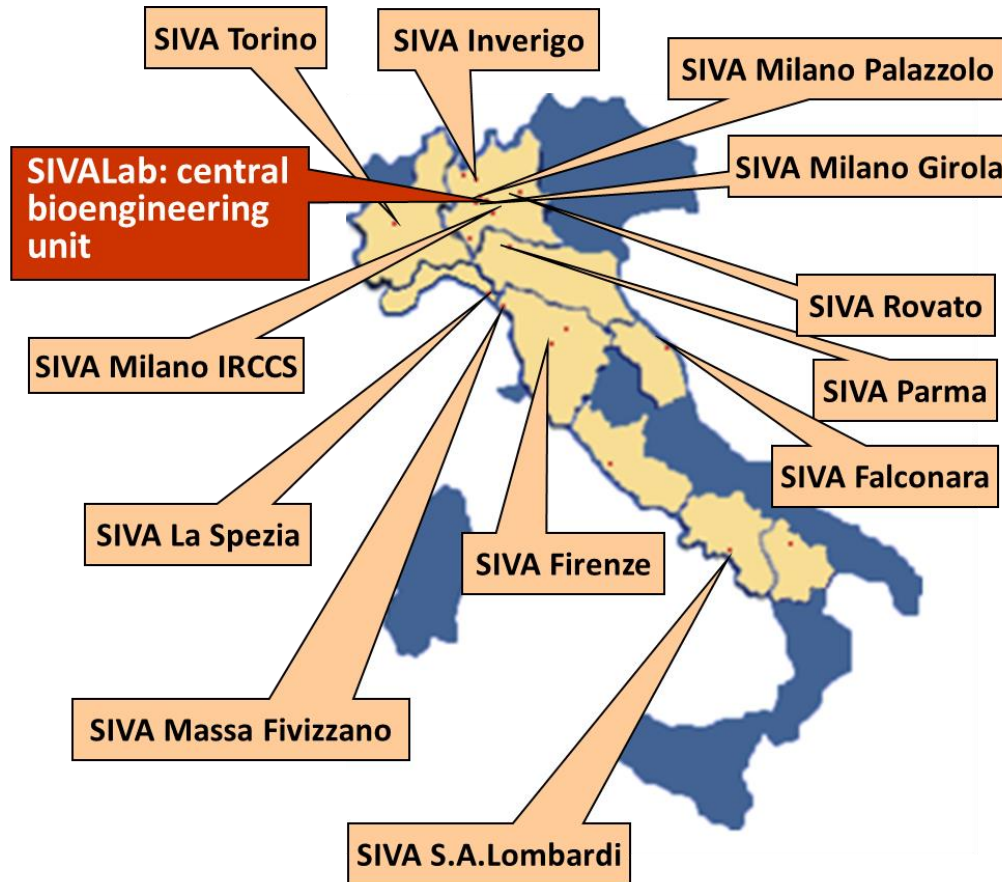 SIVA Torino
SIVA Inverigo
SIVA Milano Palazzolo
SIVALab: central
bioengineering
unit
SIVA Milano Girola
SIVA Rovato
SIVA Milano IRCCS
SIVA Parma
SIVA Falconara
SIVA La Spezia
SIVA Firenze
SIVA Massa Fivizzano
SIVA S.A.Lombardi